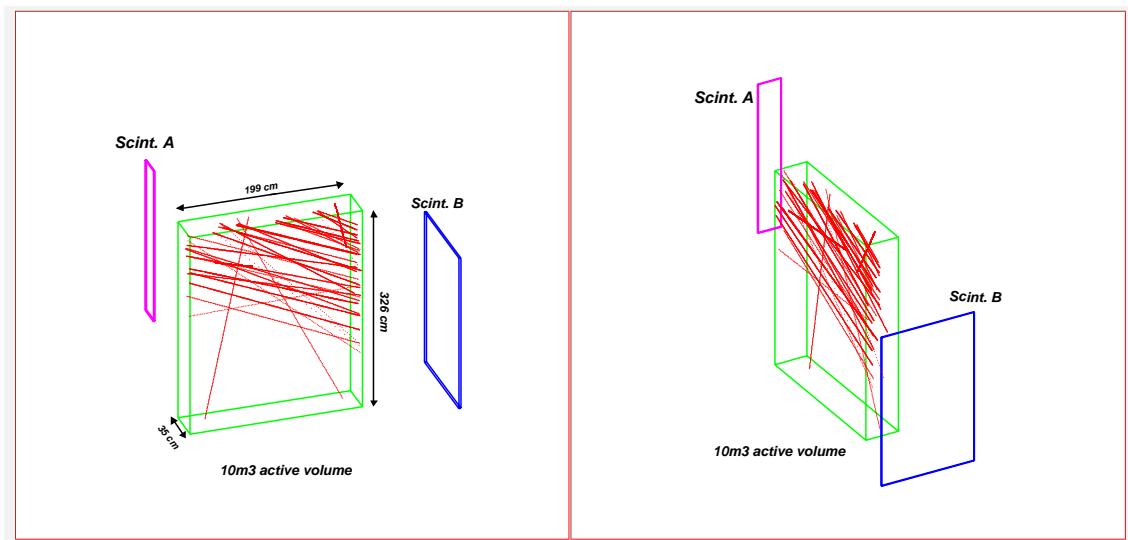 Scint. A
199 cm
Scint. B
326 cm
35 cm
10m3 active volume
Scint. A
Scint. B
10m3 active volume